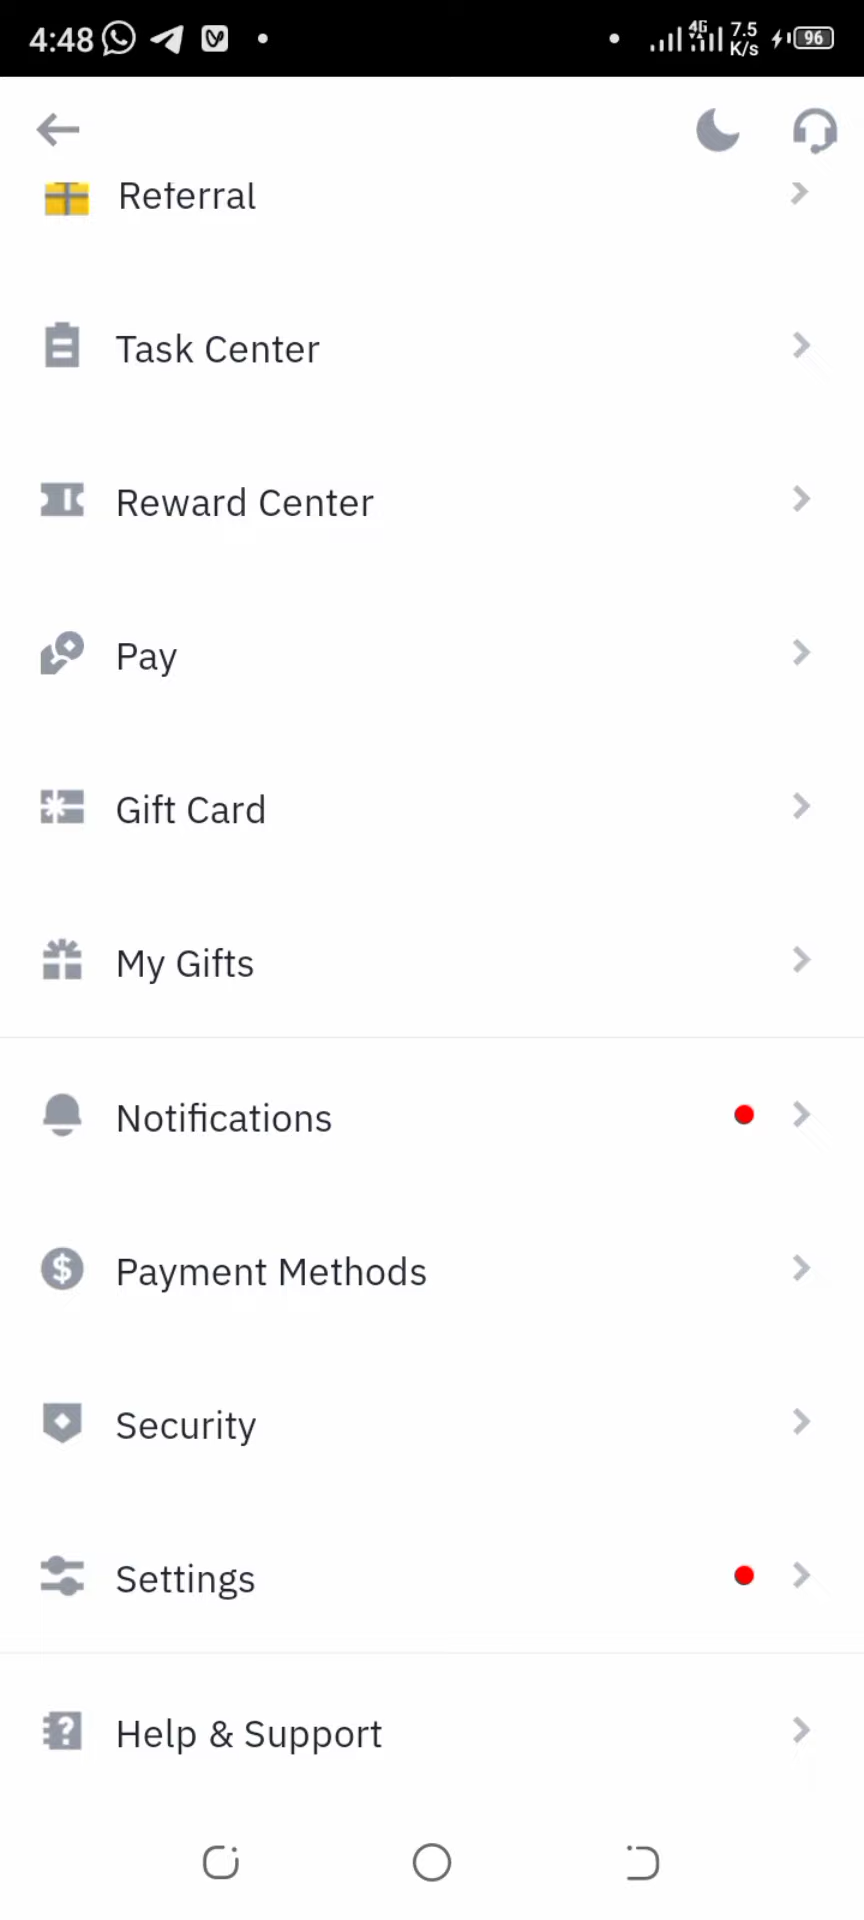 4:48 4G 7.5 K/s 96
Referral
Task Center
Reward Center
Pay
Gift Card
My Gifts
Notifications
Payment Methods
Security
Settings
Help & Support